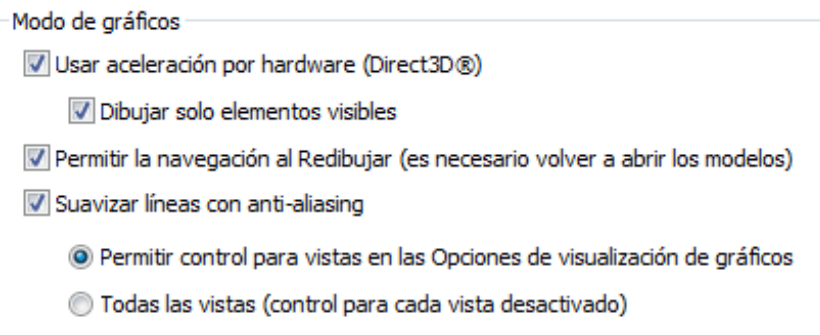 Modo de gráficos
Usar aceleración por hardware (Direct3D®)
Dibujar solo elementos visibles
Permitir la navegación al Redibujar (es necesario volver a abrir los modelos)
Suavizar líneas con anti-aliasing
Permitir control para vistas en las Opciones de visualización de gráficos
Todas las vistas (control para cada vista desactivado)